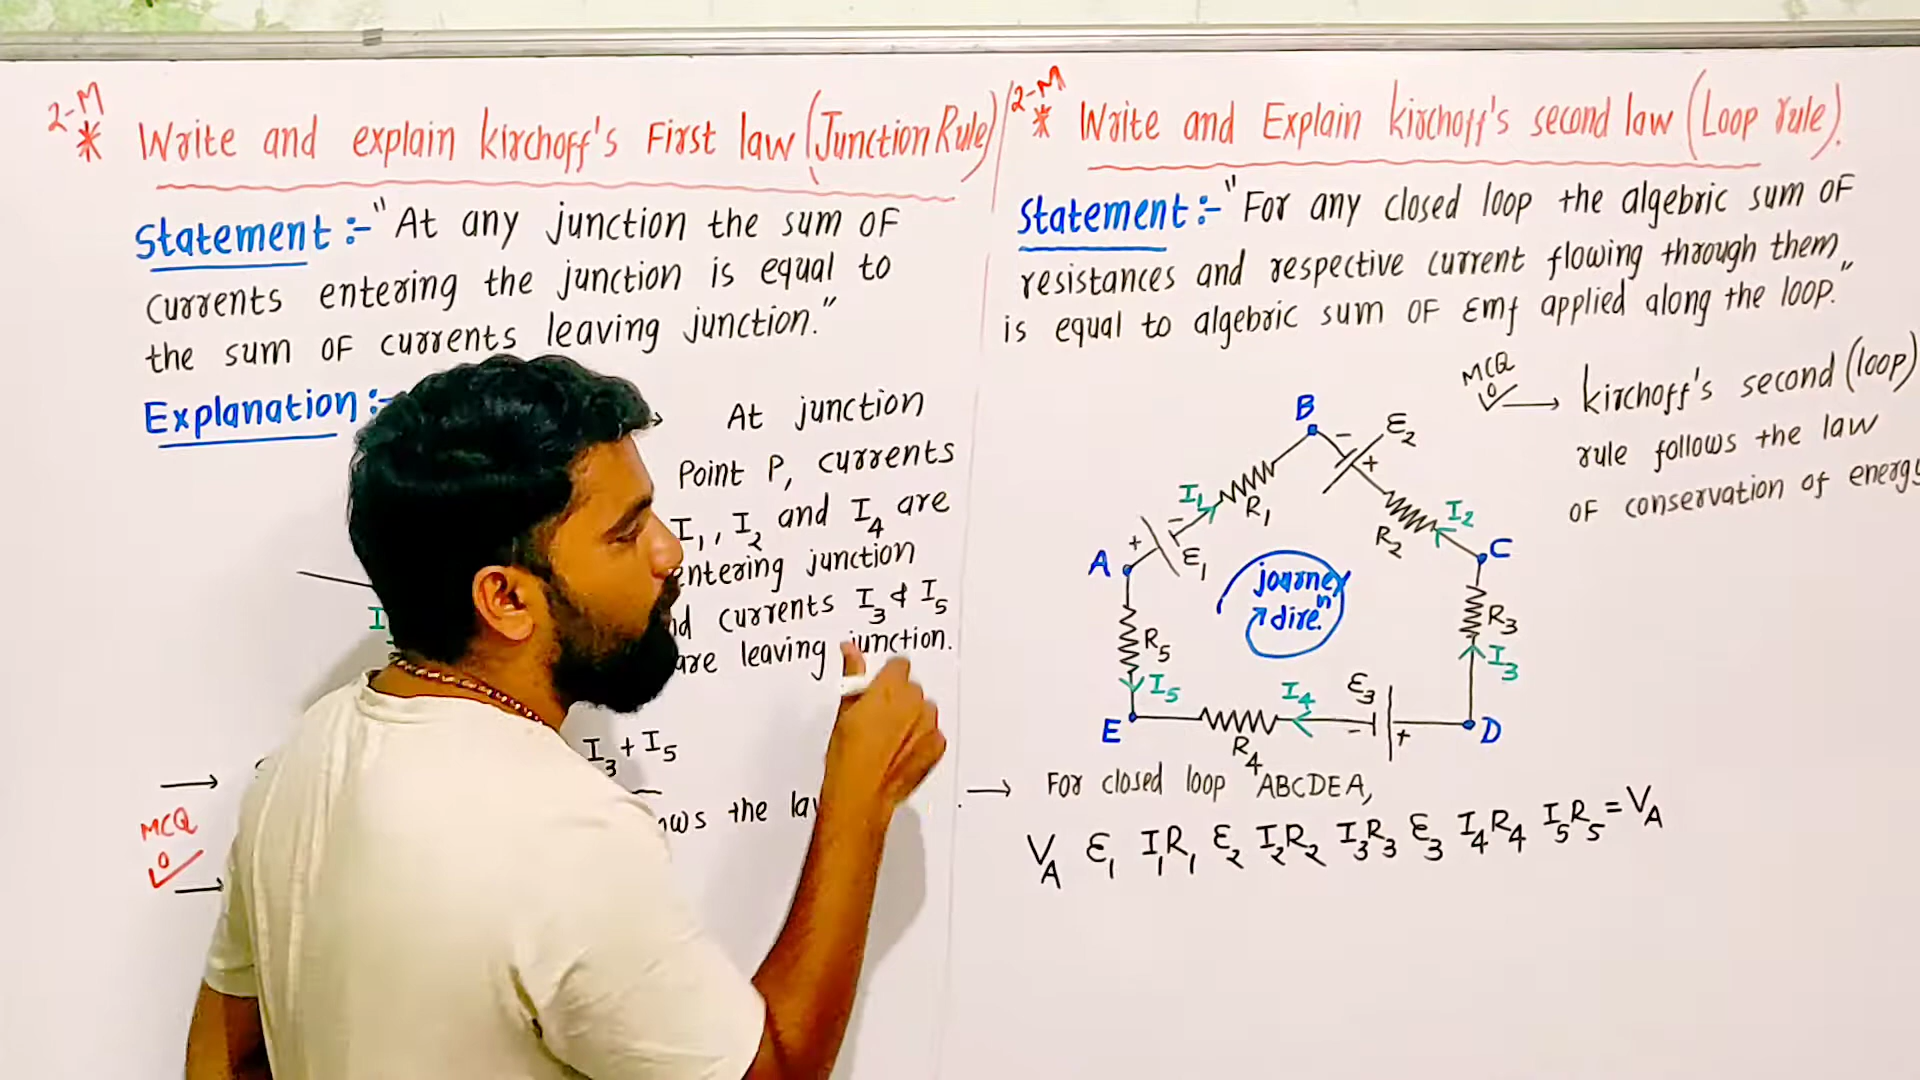 2-M
* Write and explain kirchoff's First law (Junction Rule)
Statement :- "At any junction the sum OF
currents entering the junction is equal to
the sum OF currents leaving junction."
Explanation :-
→ At junction
Point P, currents
I₁, I₂ and I₄ are
entering junction
currents I₃ & I₅
are leaving junction.
I₃ + I₅
the
MCQ
2-M
* Write and Explain kirchoff's second law (Loop rule).
Statement :- "For any closed loop the algebric sum OF
resistances and respective current flowing through them
is equal to algebric sum OF Emf applied along the loop."
MCQ
→ kirchoff's second (loop)
rule follows the law
OF conservation of energy
B
- ε₂
+
I₁ R₁
R₂ I₂
A + - ε₁
C
journey
direⁿ.
R₅ I₅
R₃ I₃
E R₄ I₄ ε₃ - + D
→ For closed loop ABCDEA,
V_A ε₁ I₁R₁ ε₂ I₂R₂ I₃R₃ ε₃ I₄R₄ I₅R₅ = V_A